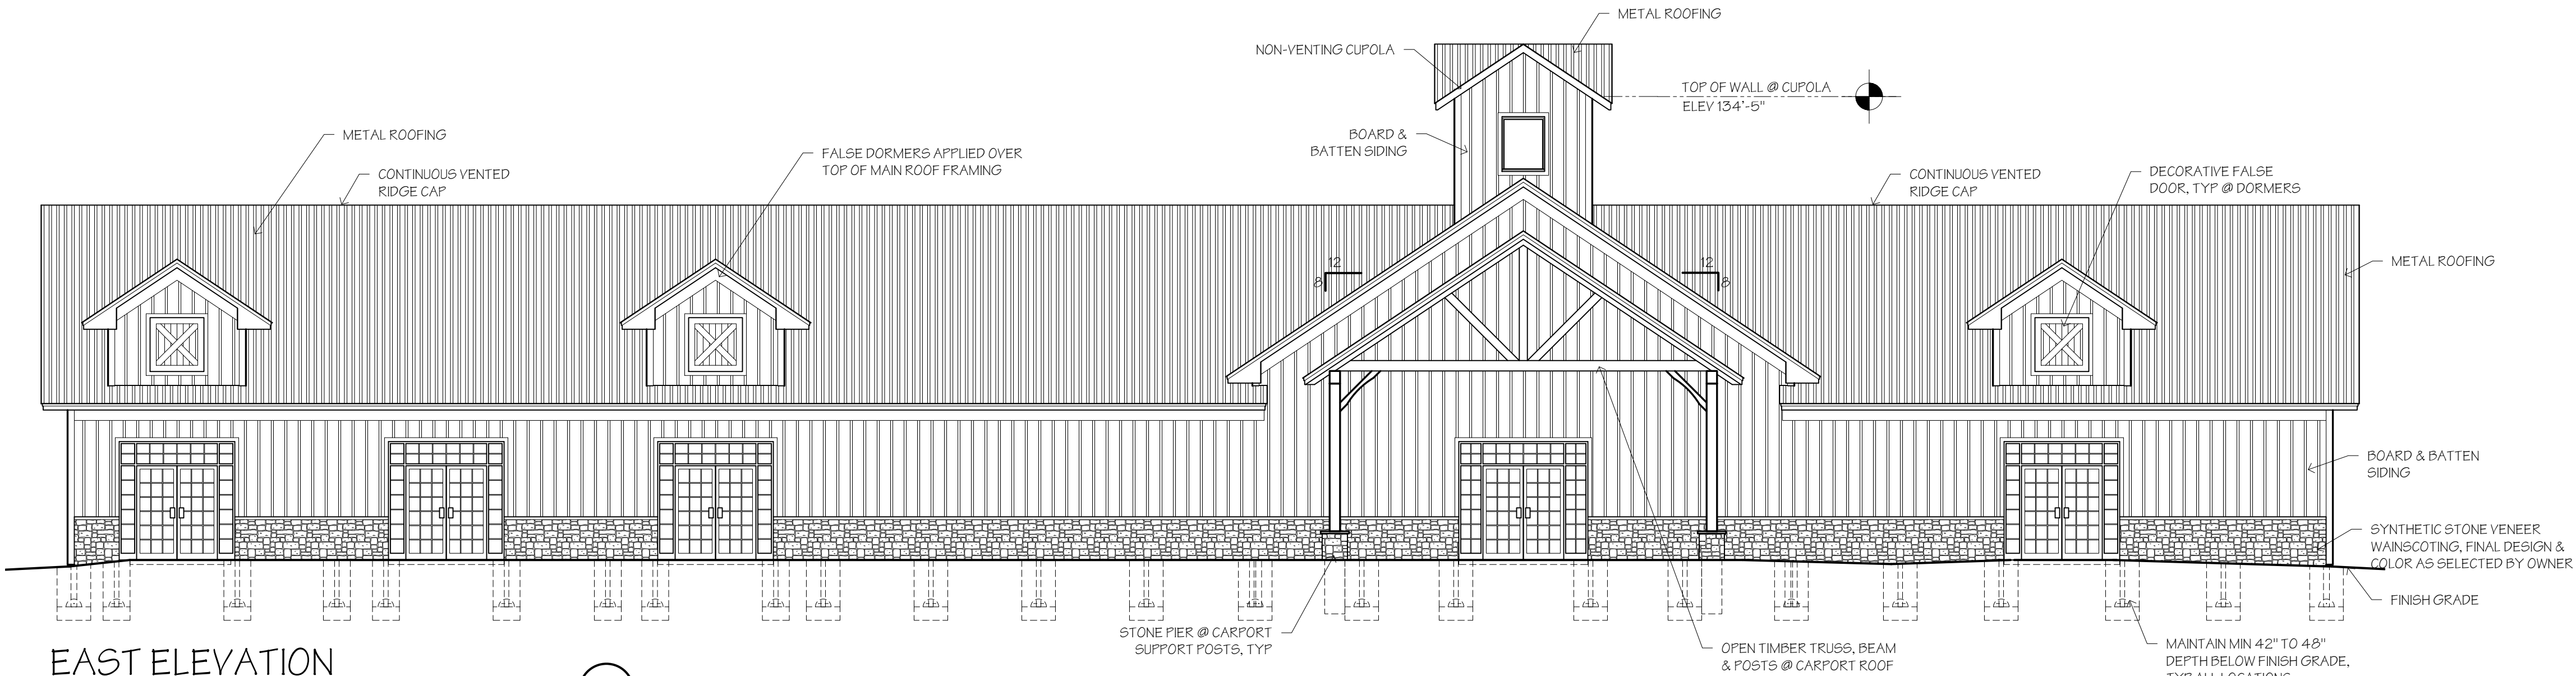 METAL ROOFING
NON-VENTING CUPOLA
TOP OF WALL @ CUPOLA
ELEV 134'-5"
METAL ROOFING
BOARD &
BATTEN SIDING
FALSE DORMERS APPLIED OVER
TOP OF MAIN ROOF FRAMING
CONTINUOUS VENTED
RIDGE CAP
CONTINUOUS VENTED
RIDGE CAP
DECORATIVE FALSE
DOOR, TYP @ DORMERS
12
8
12
8
METAL ROOFING
BOARD & BATTEN
SIDING
SYNTHETIC STONE VENEER
WAINSCOTING, FINAL DESIGN &
COLOR AS SELECTED BY OWNER
FINISH GRADE
STONE PIER @ CARPORT
SUPPORT POSTS, TYP
OPEN TIMBER TRUSS, BEAM
& POSTS @ CARPORT ROOF
MAINTAIN MIN 42" TO 48"
DEPTH BELOW FINISH GRADE,
TYP ALL LOCATIONS
EAST ELEVATION